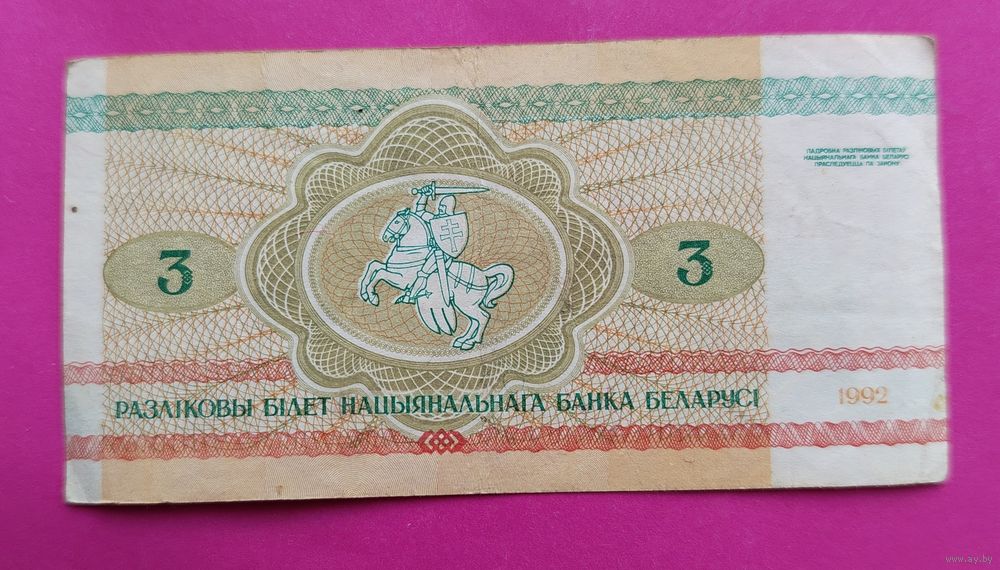 ПАДРОБКА РАЗЛІКОВЫХ БІЛЕТАЎ
НАЦЫЯНАЛЬНАГА БАНКА БЕЛАРУСІ
ПРАСЛЕДУЕЦЦА ПА ЗАКОНУ
3
3
РАЗЛІКОВЫ БІЛЕТ НАЦЫЯНАЛЬНАГА БАНКА БЕЛАРУСІ
1992
www.ay.by